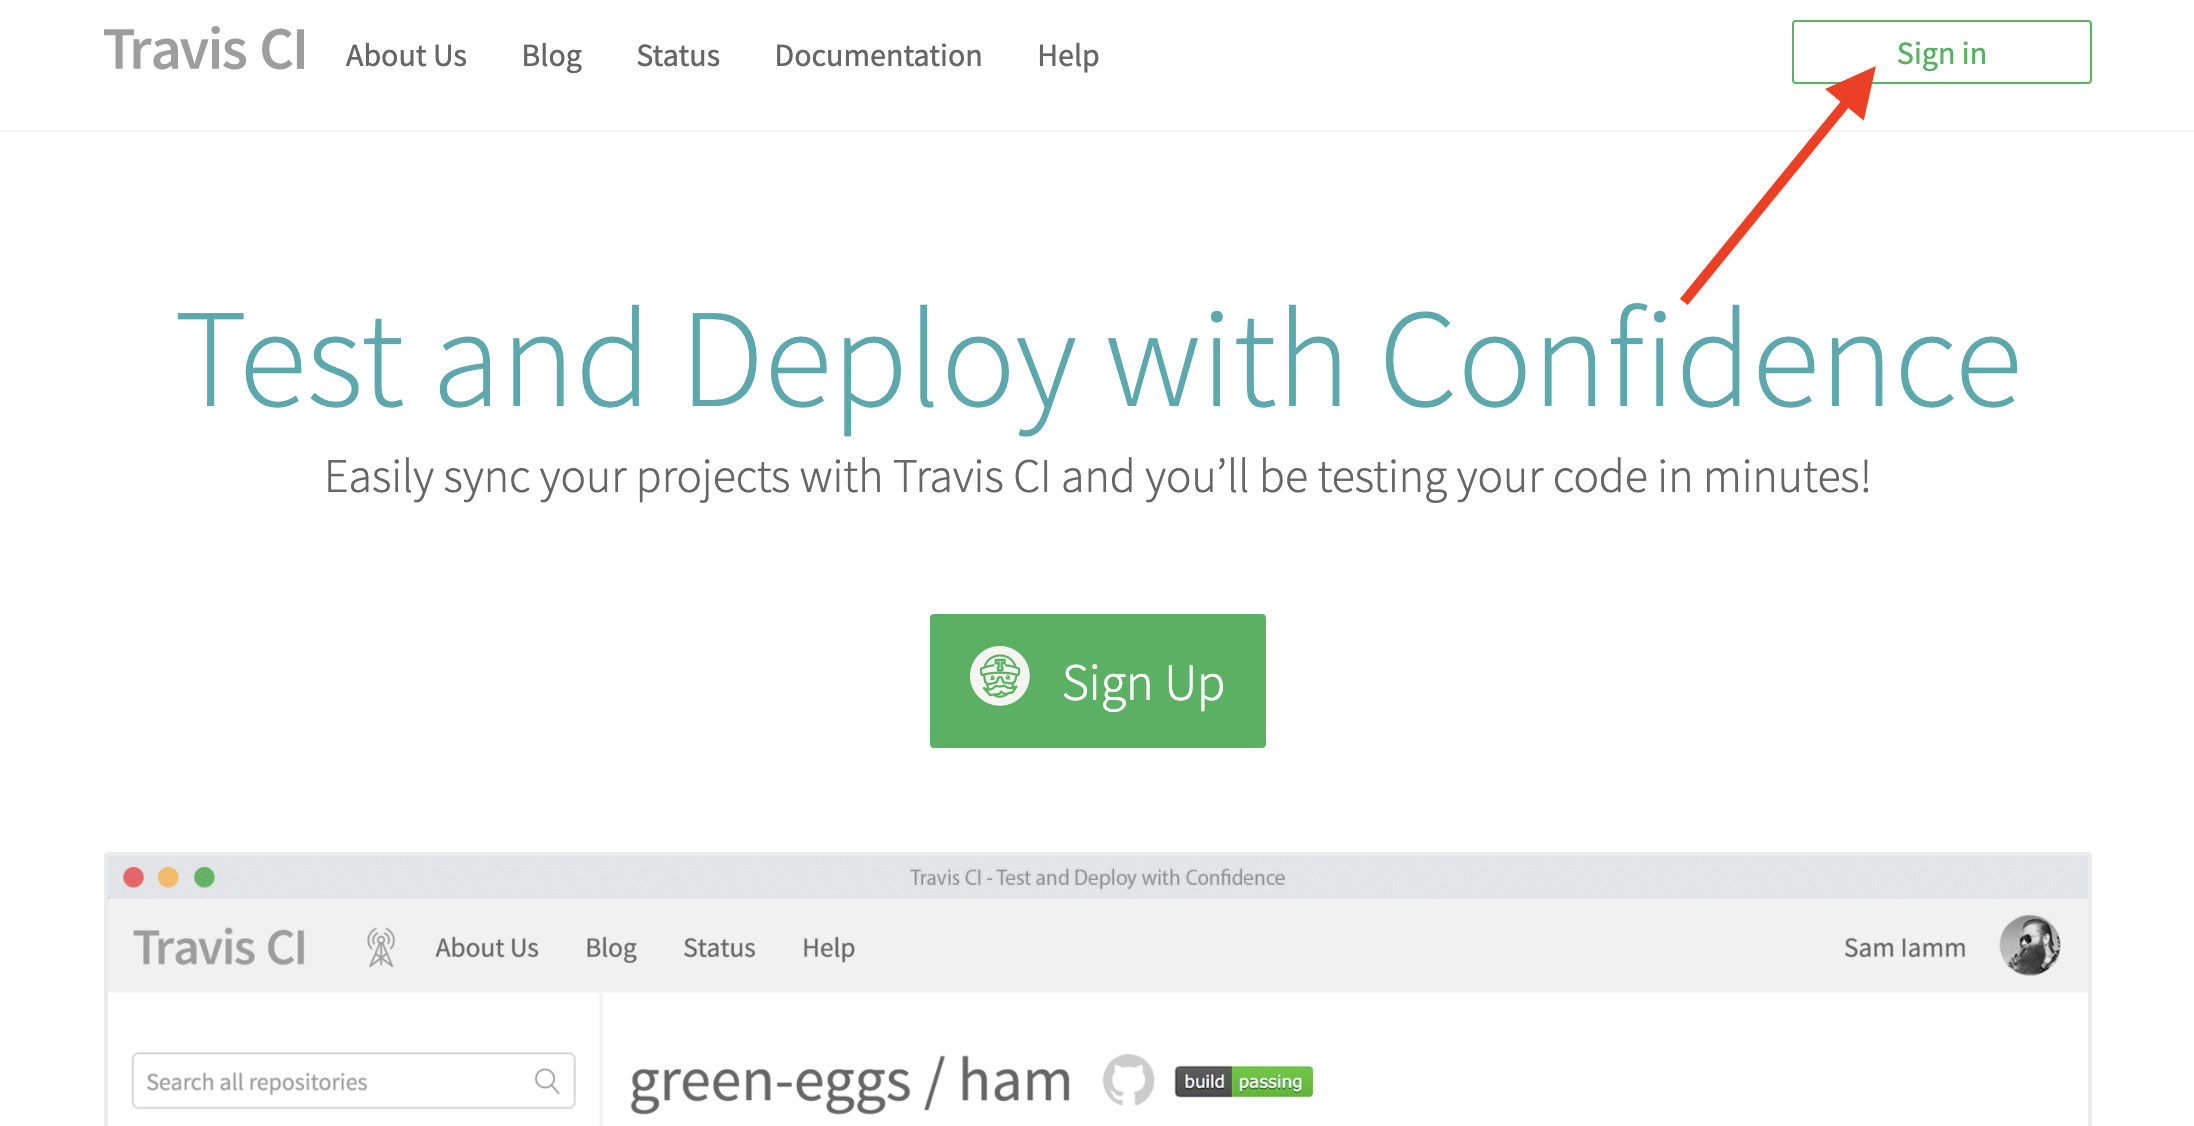 Travis CI About Us Blog Status Documentation Help Sign in
Test and Deploy with Confidence
Easily sync your projects with Travis CI and you’ll be testing your code in minutes!
Sign Up
Travis CI - Test and Deploy with Confidence
Travis CI About Us Blog Status Help Sam Iamm
Search all repositories
green-eggs / ham build passing